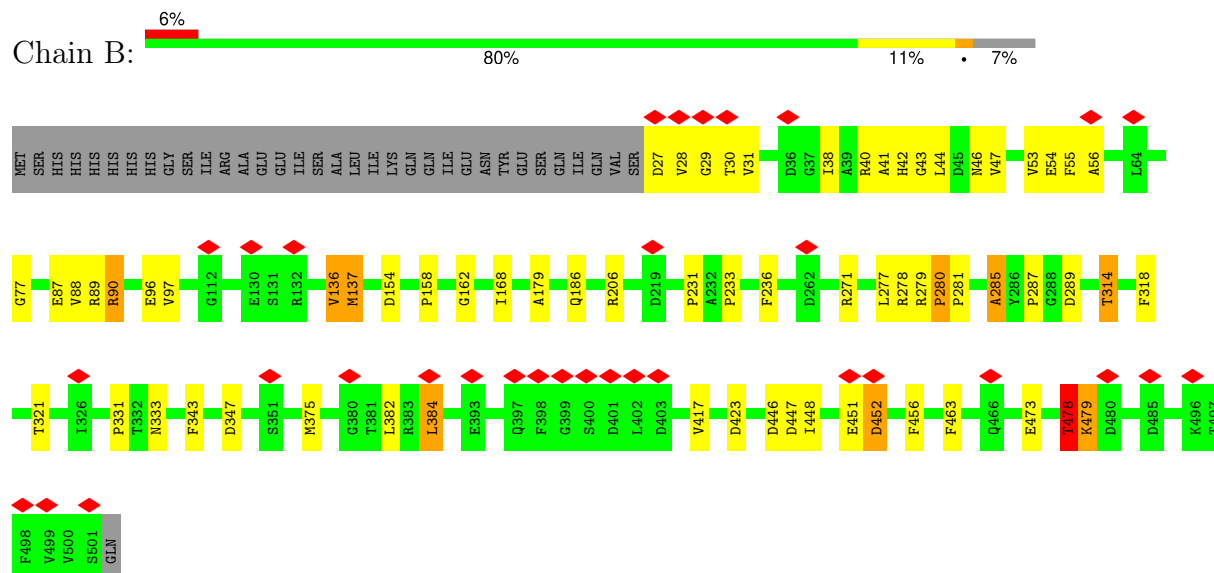 6%
Chain B:
80% 11% • 7%
MET SER HIS HIS HIS HIS HIS HIS GLY SER ILE ARG ALA GLU GLU ILE SER ALA LEU ILE LYS GLN GLN ILE GLU ASN TYR GLU SER GLN ILE GLN VAL SER D27 V28 G29 T30 V31 D36 G37 I38 A39 R40 A41 H42 G43 L44 D45 N46 V47 V53 E54 F55 A56 L64
G77 E87 V88 R89 R90 E96 V97 G112 E130 S131 R132 V136 M137 D154 P158 G162 I168 A179 Q186 R206 D219 P231 A232 P233 F236 D262 R271 L277 R278 R279 P280 P281 A285 Y286 P287 G288 D289 T314 F318
T321 I326 P331 T332 N333 F343 D347 S351 M375 G380 T381 L382 R383 L384 E393 Q397 F398 G399 S400 D401 L402 D403 V417 D423 D446 D447 I448 E451 D452 F456 F463 Q466 E473 T478 K479 D480 D485 K496 T497
F498 V499 V500 S501 GLN